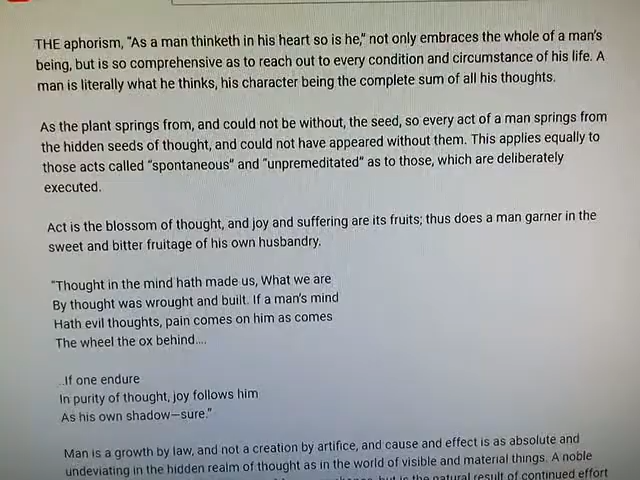 THE aphorism, "As a man thinketh in his heart so is he," not only embraces the whole of a man's
being, but is so comprehensive as to reach out to every condition and circumstance of his life. A
man is literally what he thinks, his character being the complete sum of all his thoughts.
As the plant springs from, and could not be without, the seed, so every act of a man springs from
the hidden seeds of thought, and could not have appeared without them. This applies equally to
those acts called "spontaneous" and "unpremeditated" as to those, which are deliberately
executed.
Act is the blossom of thought, and joy and suffering are its fruits; thus does a man garner in the
sweet and bitter fruitage of his own husbandry.
"Thought in the mind hath made us, What we are
By thought was wrought and built. If a man's mind
Hath evil thoughts, pain comes on him as comes
The wheel the ox behind....
..If one endure
In purity of thought, joy follows him
As his own shadow—sure."
Man is a growth by law, and not a creation by artifice, and cause and effect is as absolute and
undeviating in the hidden realm of thought as in the world of visible and material things. A noble
but is the natural result of continued effort